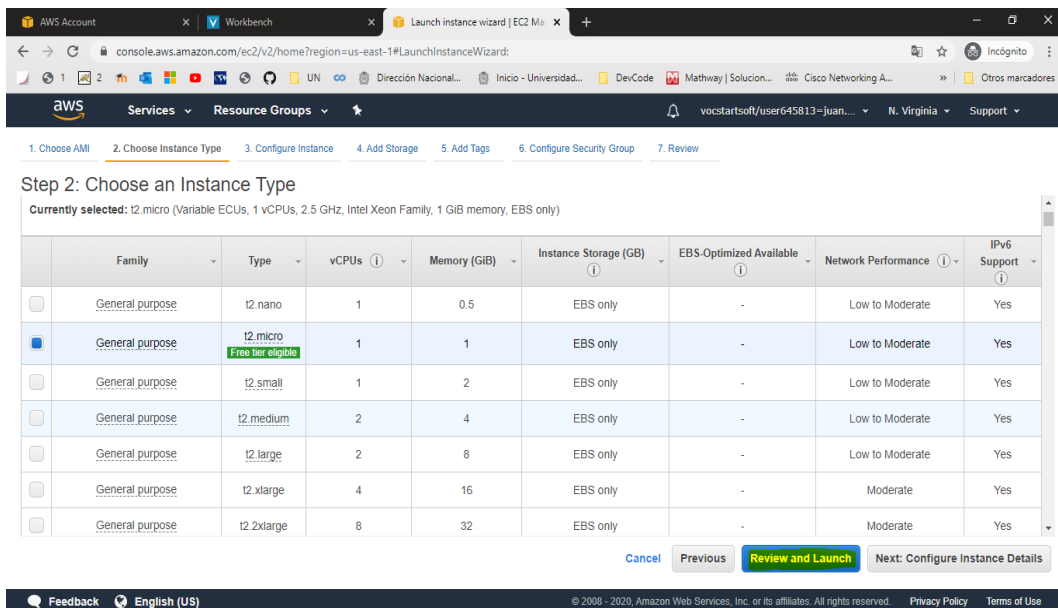 AWS Account
Workbench
Launch instance wizard | EC2 Ma
console.aws.amazon.com/ec2/v2/home?region=us-east-1#LaunchInstanceWizard:
Incógnito
1 2 UN Dirección Nacional... Inicio - Universidad... DevCode Mathway | Solucion... Cisco Networking A... » Otros marcadores
aws Services Resource Groups vocstartsoft/user645813=juan.... N. Virginia Support
1. Choose AMI 2. Choose Instance Type 3. Configure Instance 4. Add Storage 5. Add Tags 6. Configure Security Group 7. Review
Step 2: Choose an Instance Type
Currently selected: t2.micro (Variable ECUs, 1 vCPUs, 2.5 GHz, Intel Xeon Family, 1 GiB memory, EBS only)
Family Type vCPUs Memory (GiB) Instance Storage (GB) EBS-Optimized Available Network Performance IPv6 Support
General purpose t2.nano 1 0.5 EBS only - Low to Moderate Yes
General purpose t2.micro Free tier eligible 1 1 EBS only - Low to Moderate Yes
General purpose t2.small 1 2 EBS only - Low to Moderate Yes
General purpose t2.medium 2 4 EBS only - Low to Moderate Yes
General purpose t2.large 2 8 EBS only - Low to Moderate Yes
General purpose t2.xlarge 4 16 EBS only - Moderate Yes
General purpose t2.2xlarge 8 32 EBS only - Moderate Yes
Cancel Previous Review and Launch Next: Configure Instance Details
Feedback English (US) © 2008 - 2020, Amazon Web Services, Inc. or its affiliates. All rights reserved. Privacy Policy Terms of Use